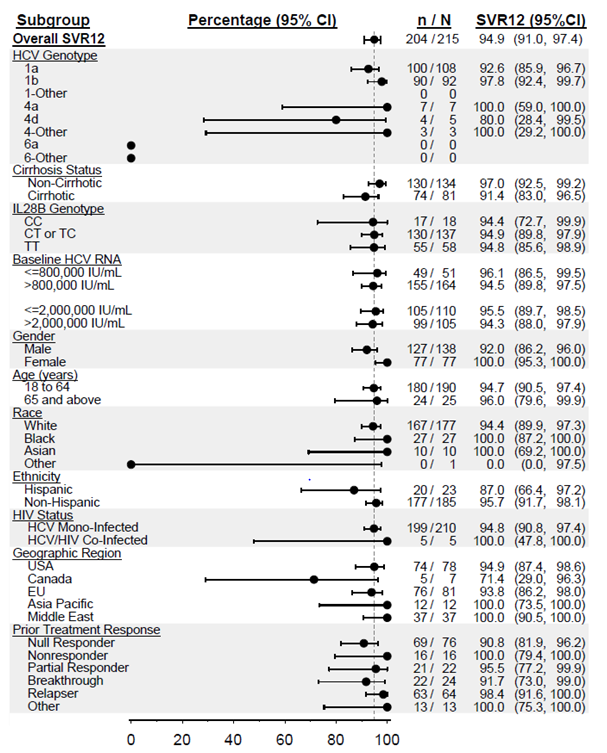 Subgroup Percentage (95% CI) n / N SVR12 (95%CI)
Overall SVR12 204 / 215 94.9 (91.0, 97.4)
HCV Genotype
1a 100 / 108 92.6 (85.9, 96.7)
1b 90 / 92 97.8 (92.4, 99.7)
1-Other 0 / 0
4a 7 / 7 100.0 (59.0, 100.0)
4d 4 / 5 80.0 (28.4, 99.5)
4-Other 3 / 3 100.0 (29.2, 100.0)
6a 0 / 0
6-Other 0 / 0
Cirrhosis Status
Non-Cirrhotic 130 / 134 97.0 (92.5, 99.2)
Cirrhotic 74 / 81 91.4 (83.0, 96.5)
IL28B Genotype
CC 17 / 18 94.4 (72.7, 99.9)
CT or TC 130 / 137 94.9 (89.8, 97.9)
TT 55 / 58 94.8 (85.6, 98.9)
Baseline HCV RNA
<=800,000 IU/mL 49 / 51 96.1 (86.5, 99.5)
>800,000 IU/mL 155 / 164 94.5 (89.8, 97.5)
<=2,000,000 IU/mL 105 / 110 95.5 (89.7, 98.5)
>2,000,000 IU/mL 99 / 105 94.3 (88.0, 97.9)
Gender
Male 127 / 138 92.0 (86.2, 96.0)
Female 77 / 77 100.0 (95.3, 100.0)
Age (years)
18 to 64 180 / 190 94.7 (90.5, 97.4)
65 and above 24 / 25 96.0 (79.6, 99.9)
Race
White 167 / 177 94.4 (89.9, 97.3)
Black 27 / 27 100.0 (87.2, 100.0)
Asian 10 / 10 100.0 (69.2, 100.0)
Other 0 / 1 0.0 (0.0, 97.5)
Ethnicity
Hispanic 20 / 23 87.0 (66.4, 97.2)
Non-Hispanic 177 / 185 95.7 (91.7, 98.1)
HIV Status
HCV Mono-Infected 199 / 210 94.8 (90.8, 97.4)
HCV/HIV Co-Infected 5 / 5 100.0 (47.8, 100.0)
Geographic Region
USA 74 / 78 94.9 (87.4, 98.6)
Canada 5 / 7 71.4 (29.0, 96.3)
EU 76 / 81 93.8 (86.2, 98.0)
Asia Pacific 12 / 12 100.0 (73.5, 100.0)
Middle East 37 / 37 100.0 (90.5, 100.0)
Prior Treatment Response
Null Responder 69 / 76 90.8 (81.9, 96.2)
Nonresponder 16 / 16 100.0 (79.4, 100.0)
Partial Responder 21 / 22 95.5 (77.2, 99.9)
Breakthrough 22 / 24 91.7 (73.0, 99.0)
Relapser 63 / 64 98.4 (91.6, 100.0)
Other 13 / 13 100.0 (75.3, 100.0)
0 20 40 60 80 100